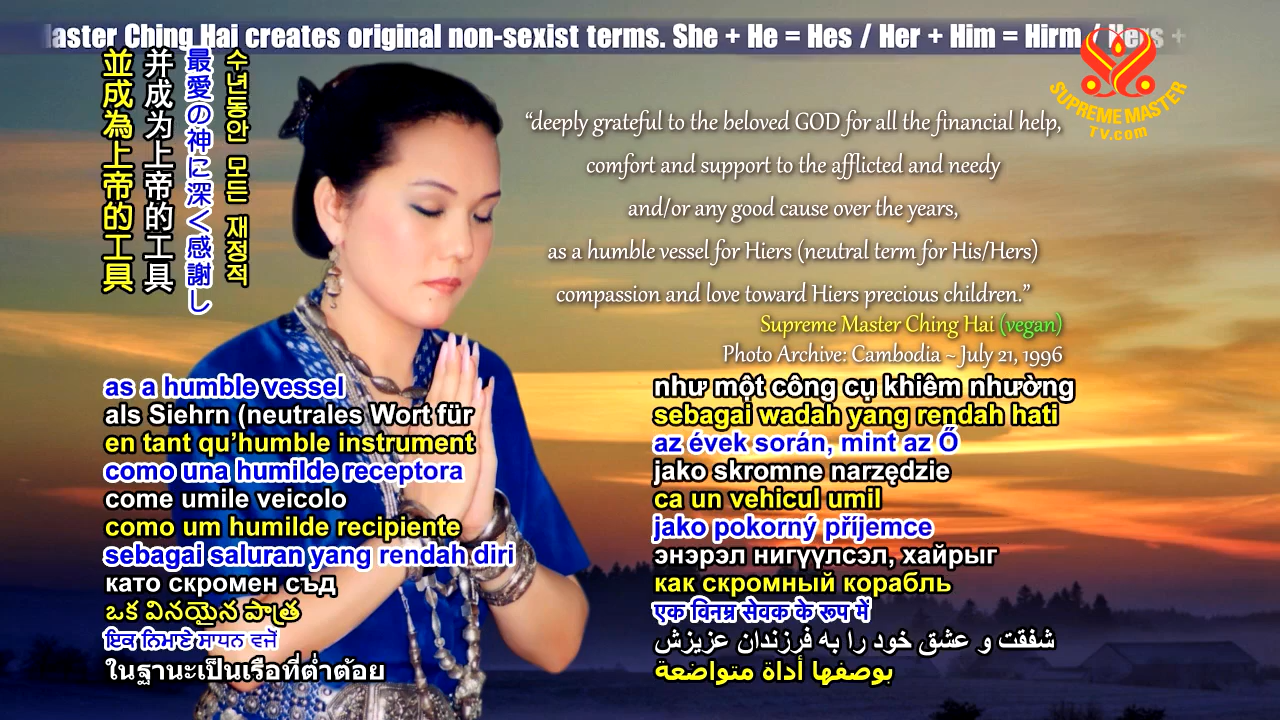 laster Ching Hai creates original non-sexist terms. She + He = Hes / Her + Him = Hirm / Hers +
SUPREME MASTER
TV.com
並成為上帝的工具
并成为上帝的工具
最愛の神に深く感謝し
수년동안 모든 재정적
“deeply grateful to the beloved GOD for all the financial help,
comfort and support to the afflicted and needy
and/or any good cause over the years,
as a humble vessel for Hiers (neutral term for His/Hers)
compassion and love toward Hiers precious children.”
Supreme Master Ching Hai (vegan)
Photo Archive: Cambodia ~ July 21, 1996
as a humble vessel
als Siehrn (neutrales Wort für
en tant qu’humble instrument
como una humilde receptora
come umile veicolo
como um humilde recipiente
sebagai saluran yang rendah diri
като скромен съд
ఒక వినయైన పాత్ర
ਇਕ ਨਿਮਾਣੇ ਸਾਧਨ ਵਜੋਂ
ในฐานะเป็นเรือที่ต่ำต้อย
như một công cụ khiêm nhường
sebagai wadah yang rendah hati
az évek során, mint az Ő
jako skromne narzędzie
ca un vehicul umil
jako pokorný příjemce
энэрэл нигүүлсэл, хайрыг
как скромный корабль
एक विनम्र सेवक के रूप में
شفقت و عشق خود را به فرزندان عزیزش
بوصفها أداة متواضعة